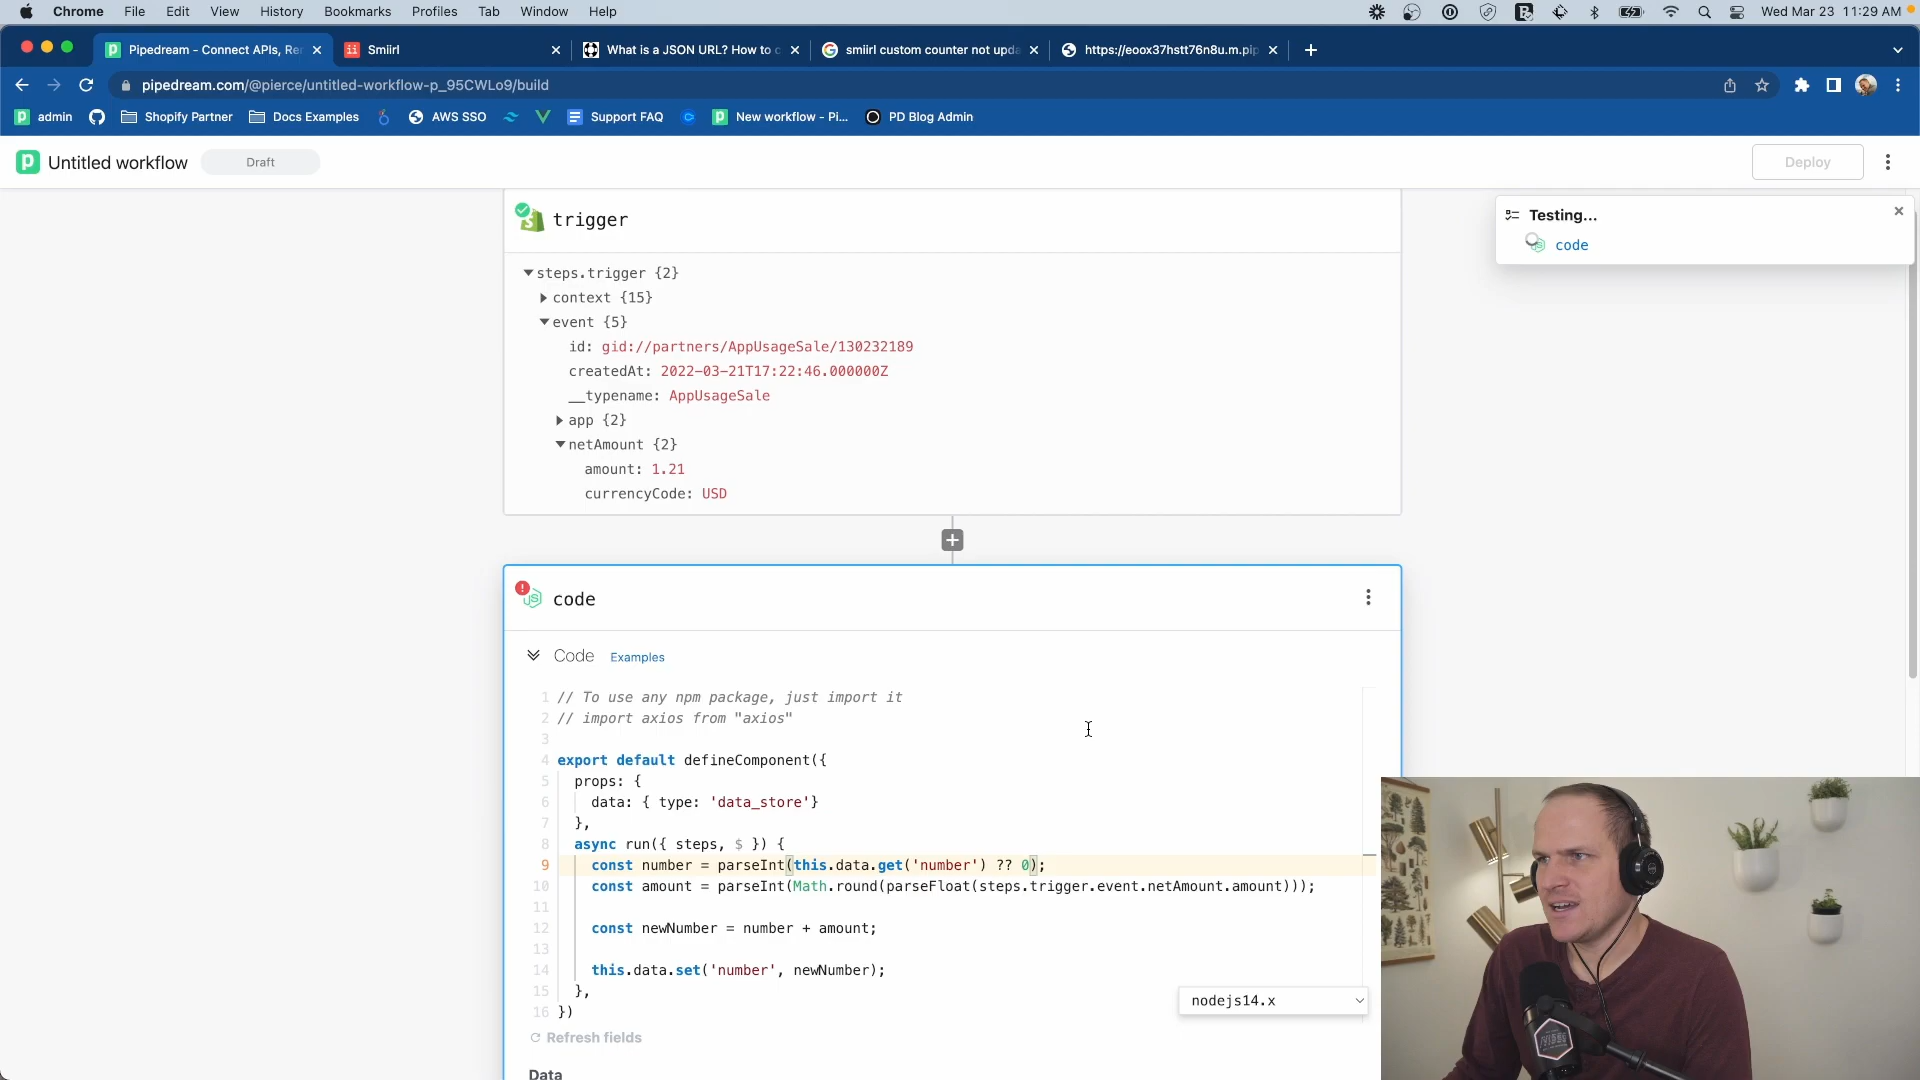 Chrome File Edit View History Bookmarks Profiles Tab Window Help
Wed Mar 23 11:29 AM
Pipedream - Connect APIs, Re
Smiirl
What is a JSON URL? How to c
smiirl custom counter not upda
https://eoox37hstt76n8u.m.pip
pipedream.com/@pierce/untitled-workflow-p_95CWLo9/build
admin
Shopify Partner
Docs Examples
AWS SSO
Support FAQ
New workflow - Pi...
PD Blog Admin
Untitled workflow
Draft
Deploy
Testing...
code
trigger
steps.trigger {2}
context {15}
event {5}
id: gid://partners/AppUsageSale/130232189
createdAt: 2022-03-21T17:22:46.000000Z
__typename: AppUsageSale
app {2}
netAmount {2}
amount: 1.21
currencyCode: USD
code
Code Examples
1 // To use any npm package, just import it
2 // import axios from "axios"
3
4 export default defineComponent({
5 props: {
6 data: { type: 'data_store'}
7 },
8 async run({ steps, $ }) {
9 const number = parseInt(this.data.get('number') ?? 0);
10 const amount = parseInt(Math.round(parseFloat(steps.trigger.event.netAmount.amount)));
11
12 const newNumber = number + amount;
13
14 this.data.set('number', newNumber);
15 },
16 })
nodejs14.x
Refresh fields
Data